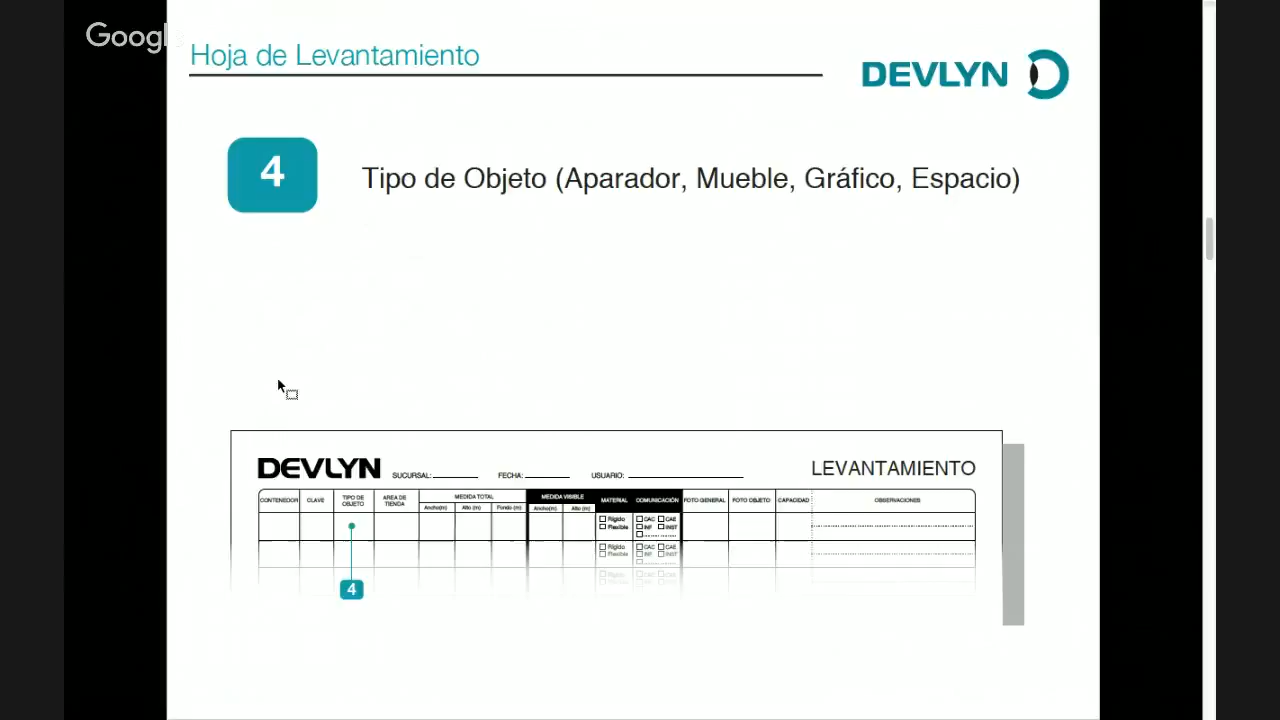 Googl
Hoja de Levantamiento
DEVLYN
4
Tipo de Objeto (Aparador, Mueble, Gráfico, Espacio)
DEVLYN SUCURSAL: FECHA: USUARIO: LEVANTAMIENTO
CONTENEDOR CLAVE TIPO DE OBJETO AREA DE TIENDA MEDIDA TOTAL MEDIDA VISIBLE MATERIAL COMUNICACIÓN FOTO GENERAL FOTO OBJETO CAPACIDAD OBSERVACIONES
Ancho(m) Alto (m) Fondo (m) Ancho(m) Alto (m)
Rígido CAC CAE
Flexible INF INST
Rígido CAC CAE
Flexible INF INST
4